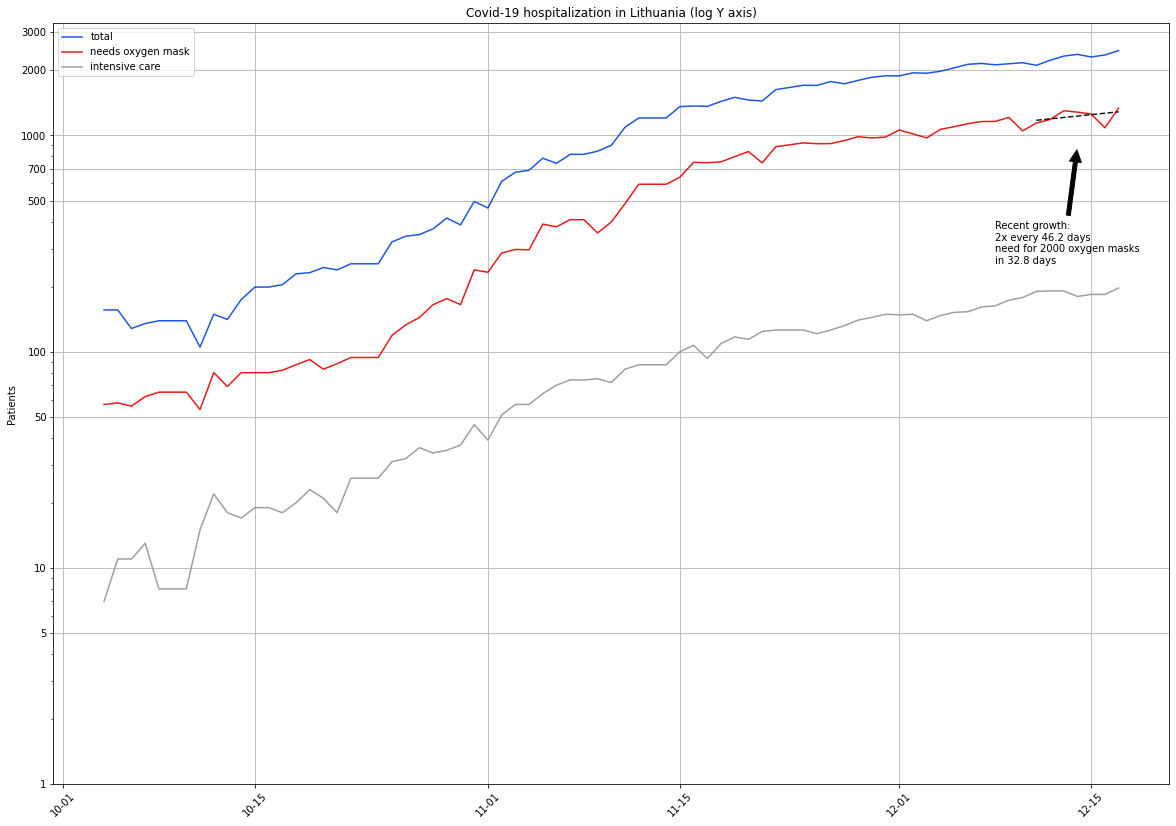 Covid-19 hospitalization in Lithuania (log Y axis)
total
needs oxygen mask
intensive care
3000
2000
1000
700
500
100
50
10
5
1
Patients
Recent growth:
2x every 46.2 days
need for 2000 oxygen masks
in 32.8 days
10-01
10-15
11-01
11-15
12-01
12-15